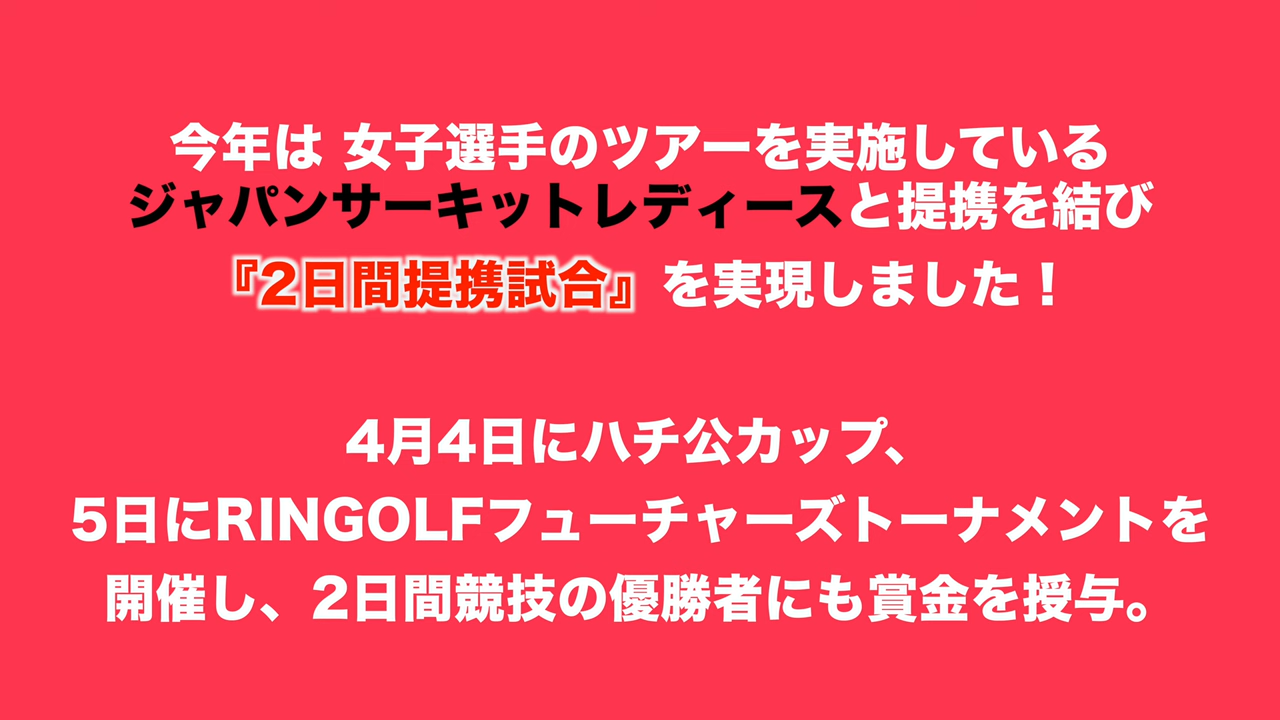 今年は 女子選手のツアーを実施している
ジャパンサーキットレディースと提携を結び
『2日間提携試合』を実現しました！
4月4日にハチ公カップ、
5日にRINGOLFフューチャーズトーナメントを
開催し、2日間競技の優勝者にも賞金を授与。